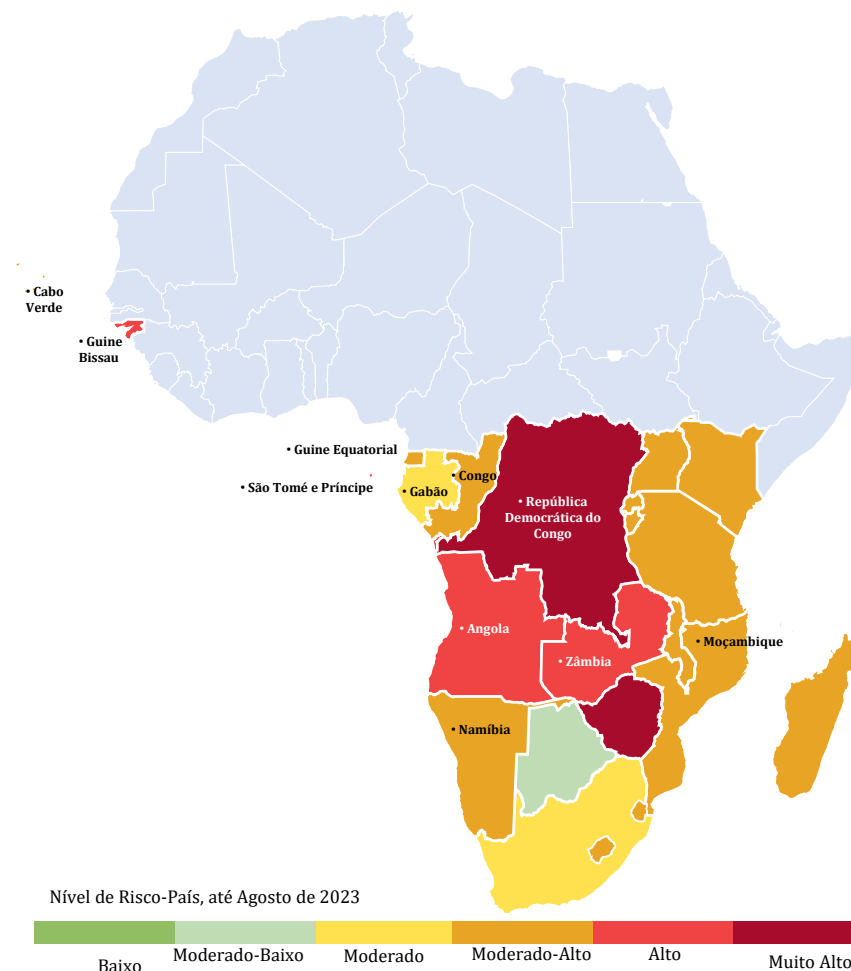 • Cabo
Verde
• Guine
Bissau
• Guine Equatorial
• São Tomé e Príncipe
• Gabão
• Congo
• República
Democrática do
Congo
• Angola
• Zâmbia
• Moçambique
• Namíbia
Nível de Risco-País, até Agosto de 2023
Baixo
Moderado-Baixo
Moderado
Moderado-Alto
Alto
Muito Alto